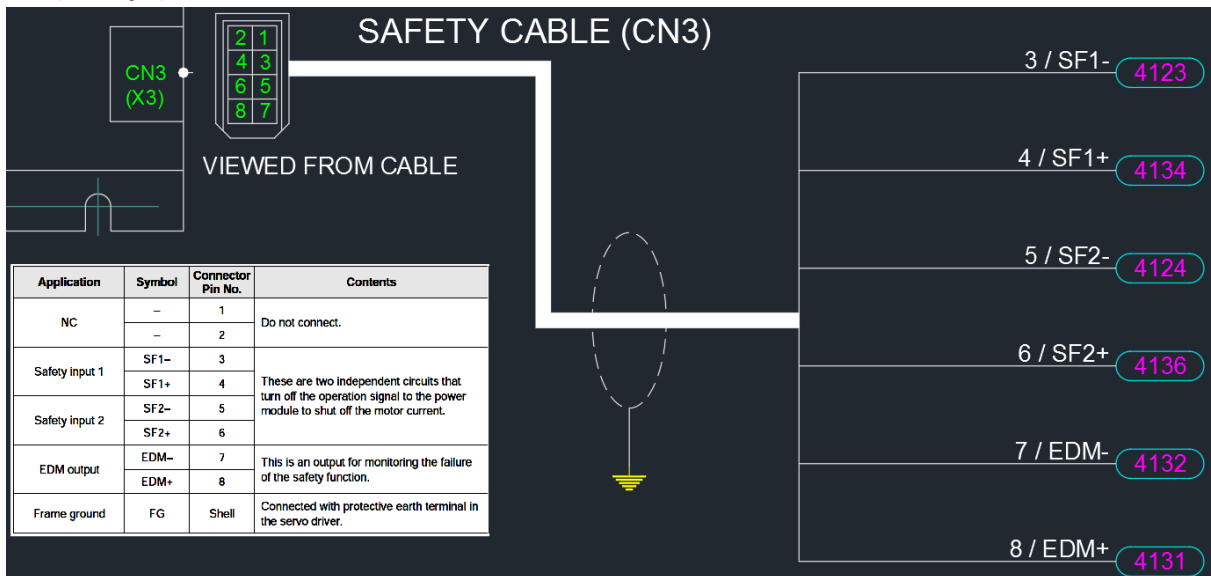 SAFETY CABLE (CN3)
CN3
(X3)
2 1
4 3
6 5
8 7
VIEWED FROM CABLE
3 / SF1- 4123
4 / SF1+ 4134
5 / SF2- 4124
6 / SF2+ 4136
7 / EDM- 4132
8 / EDM+ 4131
Application Symbol Connector Pin No. Contents
NC – 1 Do not connect.
– 2
Safety input 1 SF1– 3 These are two independent circuits that
SF1+ 4 turn off the operation signal to the power
Safety input 2 SF2– 5 module to shut off the motor current.
SF2+ 6
EDM output EDM– 7 This is an output for monitoring the failure
EDM+ 8 of the safety function.
Frame ground FG Shell Connected with protective earth terminal in
the servo driver.